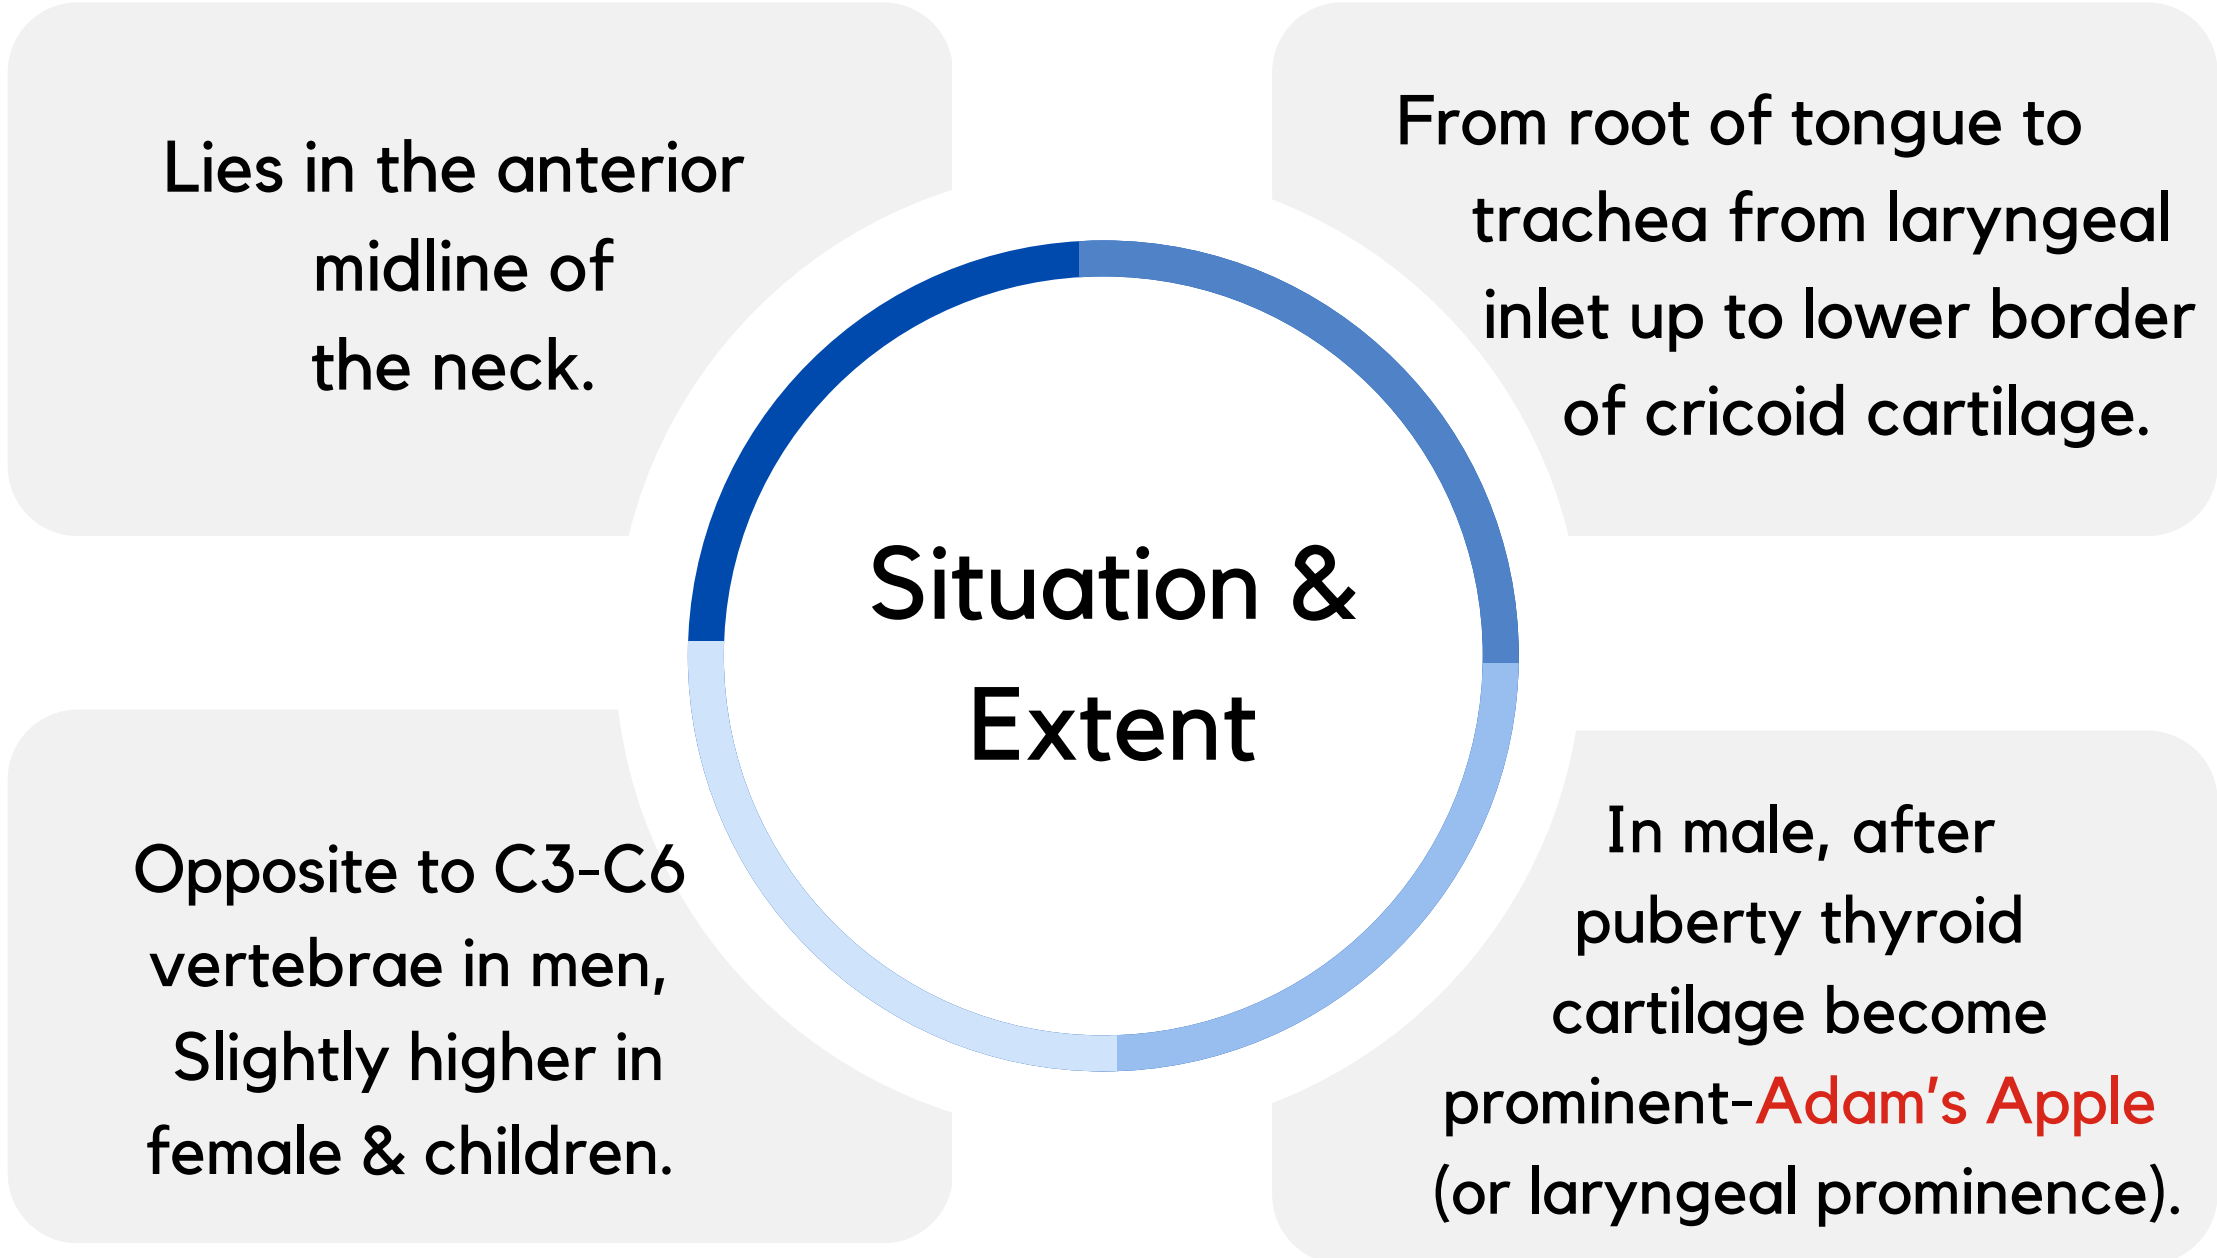 Lies in the anterior
midline of
the neck.
From root of tongue to
trachea from laryngeal
inlet up to lower border
of cricoid cartilage.
Situation &
Extent
Opposite to C3-C6
vertebrae in men,
Slightly higher in
female & children.
In male, after
puberty thyroid
cartilage become
prominent-Adam's Apple
(or laryngeal prominence).